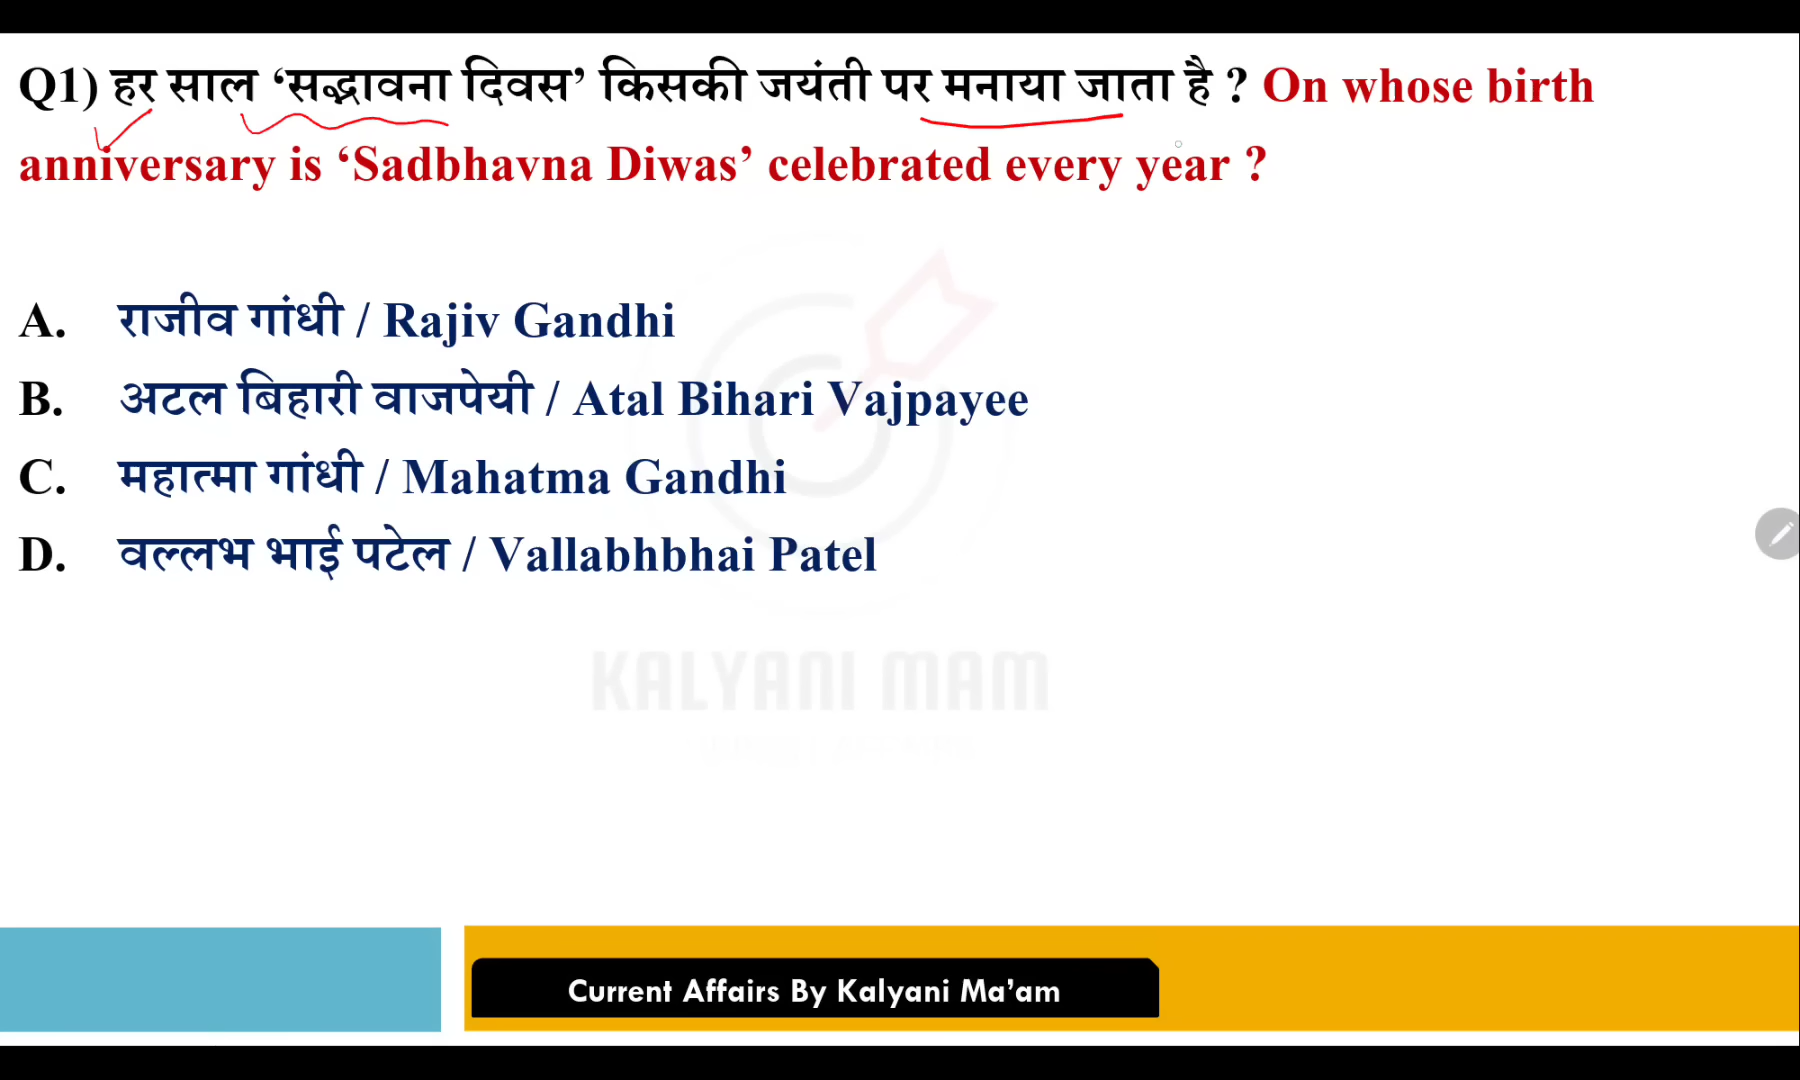 Q1) हर साल ‘सद्भावना दिवस’ किसकी जयंती पर मनाया जाता है ? On whose birth
anniversary is ‘Sadbhavna Diwas’ celebrated every year ?
A. राजीव गांधी / Rajiv Gandhi
B. अटल बिहारी वाजपेयी / Atal Bihari Vajpayee
C. महात्मा गांधी / Mahatma Gandhi
D. वल्लभ भाई पटेल / Vallabhbhai Patel
KALYANI MAM
Current Affairs By Kalyani Ma’am